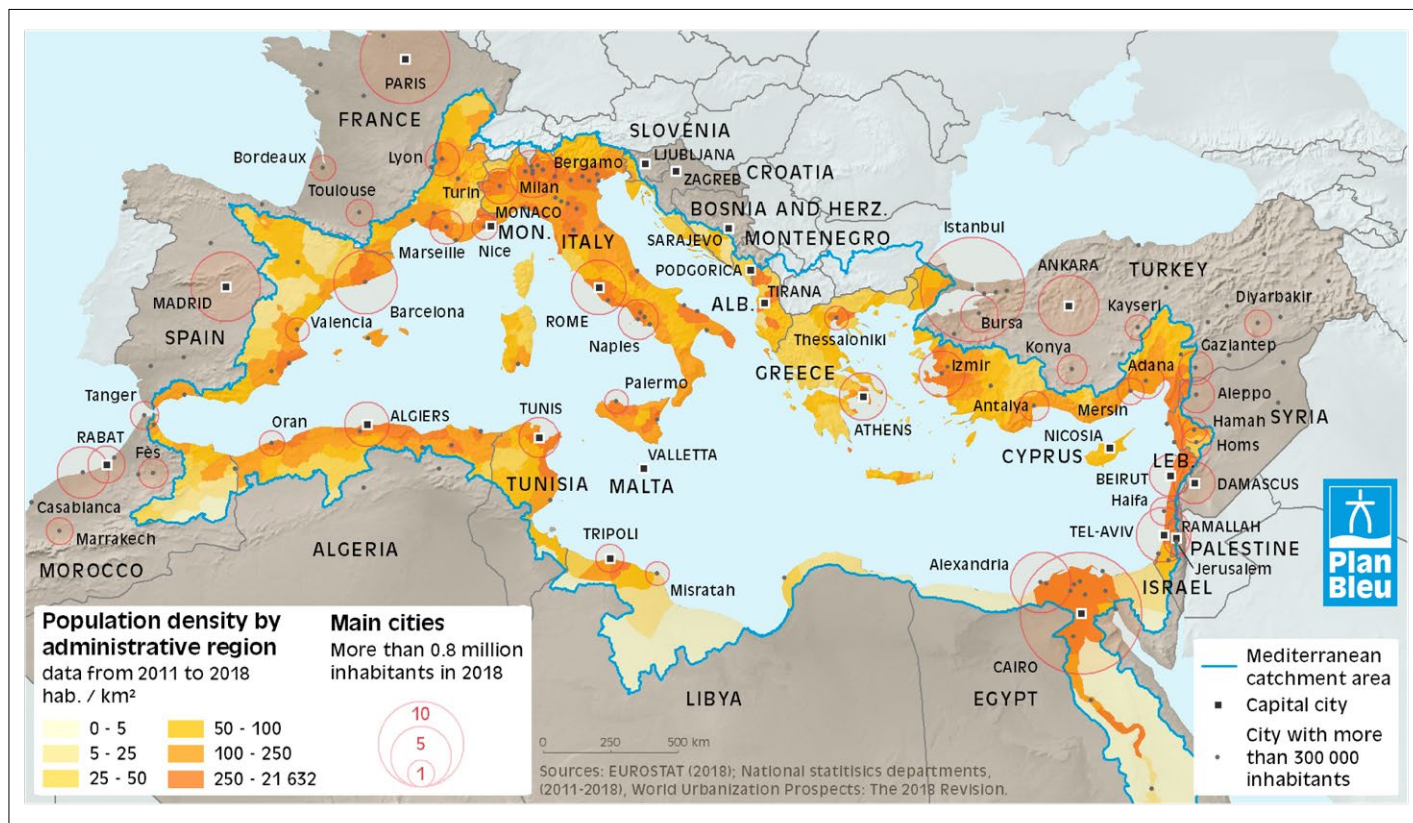 PARIS
FRANCE
SLOVENIA
LJUBLJANA
Bordeaux
Lyon
Bergamo
ZAGREB
CROATIA
Toulouse
Turin
Milan
MONACO
BOSNIA AND HERZ.
MON.
ITALY
SARAJEVO
MONTENEGRO
Istanbul
Marseille
Nice
PODGORICA
ANKARA
TURKEY
MADRID
TIRANA
Kayseri
Diyarbakir
ALB.
SPAIN
Valencia
Barcelona
ROME
Bursa
Naples
Thessaloniki
Konya
Gaziantep
GREECE
Izmir
Adana
Tanger
Palermo
Aleppo
Antalya
Mersin
SYRIA
Oran
ALGIERS
TUNIS
Hamah
RABAT
ATHENS
NICOSIA
Homs
Fès
VALLETTA
CYPRUS
LEB.
TUNISIA
MALTA
BEIRUT
DAMASCUS
Casablanca
Haifa
Marrakech
TRIPOLI
TEL-AVIV
RAMALLAH
ALGERIA
PALESTINE
MOROCCO
Alexandria
Jerusalem
Misratah
ISRAEL
Plan
Bleu
CAIRO
LIBYA
EGYPT
Population density by
administrative region
data from 2011 to 2018
hab. / km²
0 - 5
5 - 25
25 - 50
50 - 100
100 - 250
250 - 21 632
Main cities
More than 0.8 million
inhabitants in 2018
10
5
1
0 250 500 km
Sources: EUROSTAT (2018); National statitisics departments,
(2011-2018), World Urbanization Prospects: The 2018 Revision.
Mediterranean
catchment area
Capital city
City with more
than 300 000
inhabitants